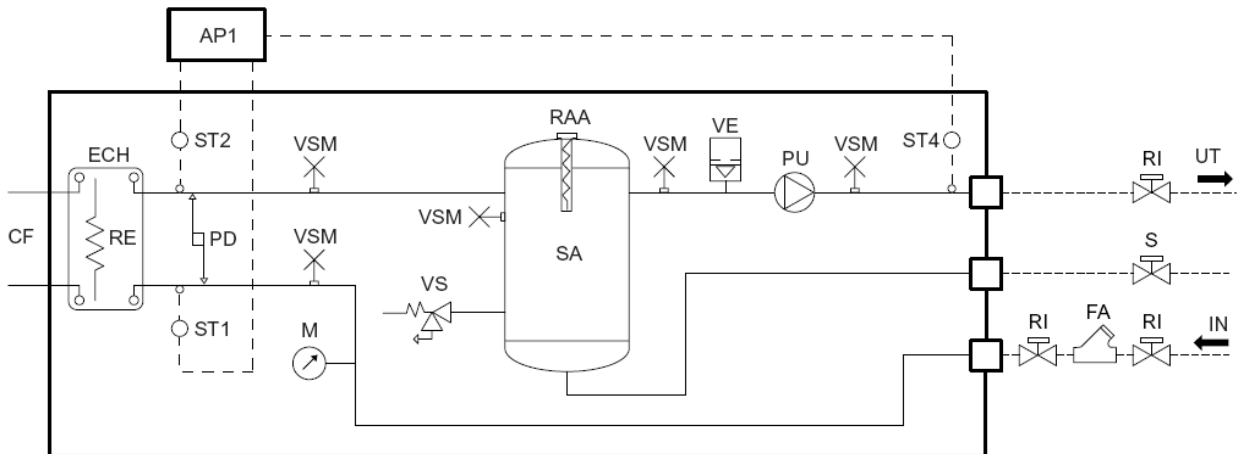 AP1
ST2
VSM
RAA
VSM
VE
PU
VSM
ST4
RI
UT
ECH
VSM
CF
RE
PD
VSM
SA
S
VS
ST1
M
RI
FA
RI
IN